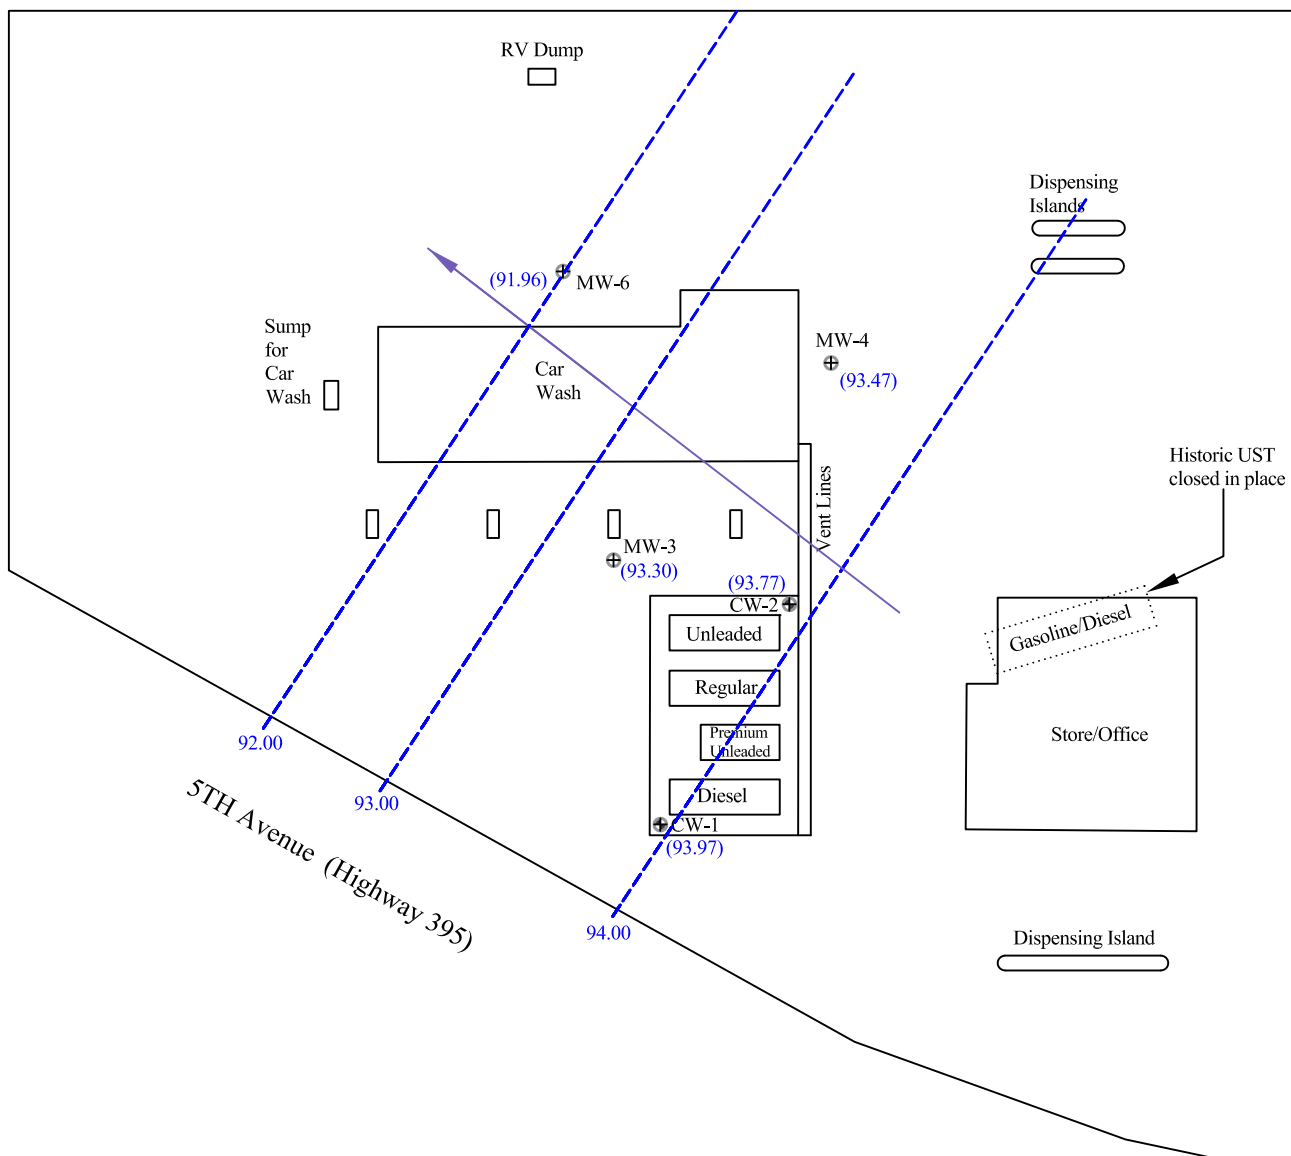 RV Dump
Dispensing
Islands
(91.96)
MW-6
Sump
for
Car
Wash
Car
Wash
MW-4
(93.47)
Historic UST
closed in place
Vent Lines
MW-3
(93.30)
(93.77)
CW-2
Unleaded
Gasoline/Diesel
Regular
Premium
Unleaded
Store/Office
92.00
93.00
Diesel
CW-1
(93.97)
5TH Avenue (Highway 395)
94.00
Dispensing Island